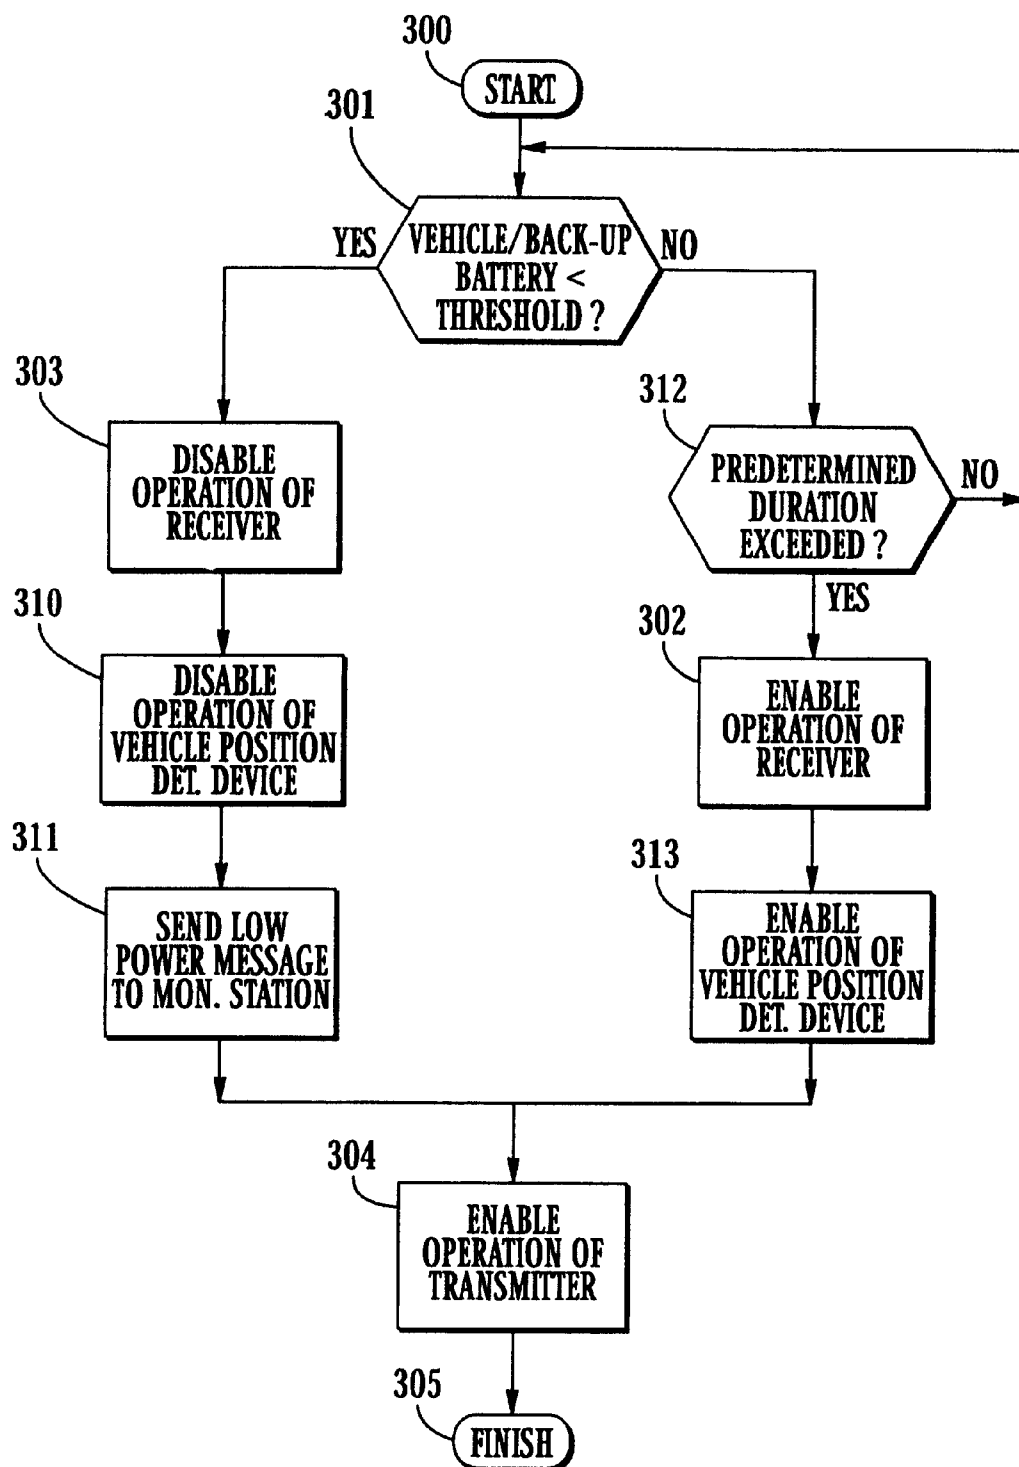 300
START
301
YES
VEHICLE/BACK-UP
BATTERY <
THRESHOLD ?
NO
303
DISABLE
OPERATION OF
RECEIVER
312
PREDETERMINED
DURATION
EXCEEDED ?
NO
YES
310
DISABLE
OPERATION OF
VEHICLE POSITION
DET. DEVICE
302
ENABLE
OPERATION OF
RECEIVER
311
SEND LOW
POWER MESSAGE
TO MON. STATION
313
ENABLE
OPERATION OF
VEHICLE POSITION
DET. DEVICE
304
ENABLE
OPERATION OF
TRANSMITTER
305
FINISH